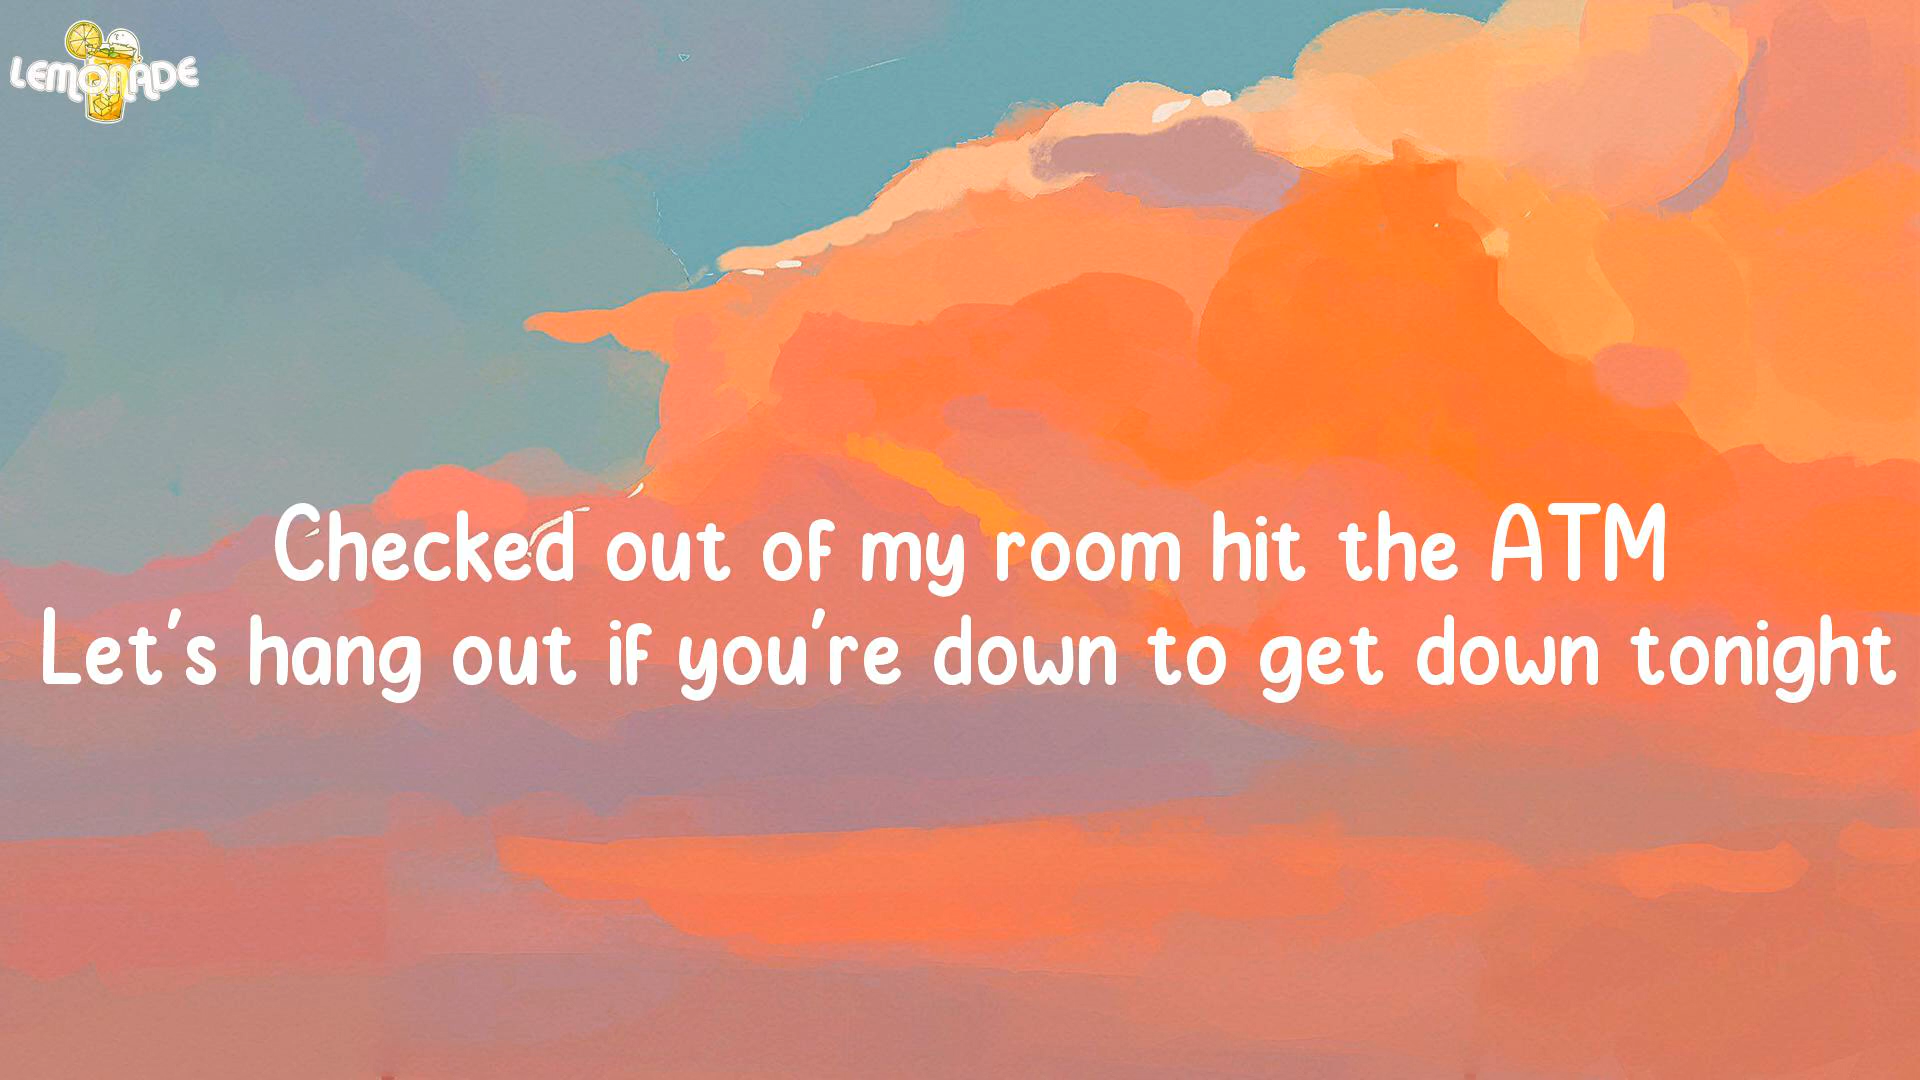 LEMONADE
Checked out of my room hit the ATM
Let's hang out if you're down to get down tonight